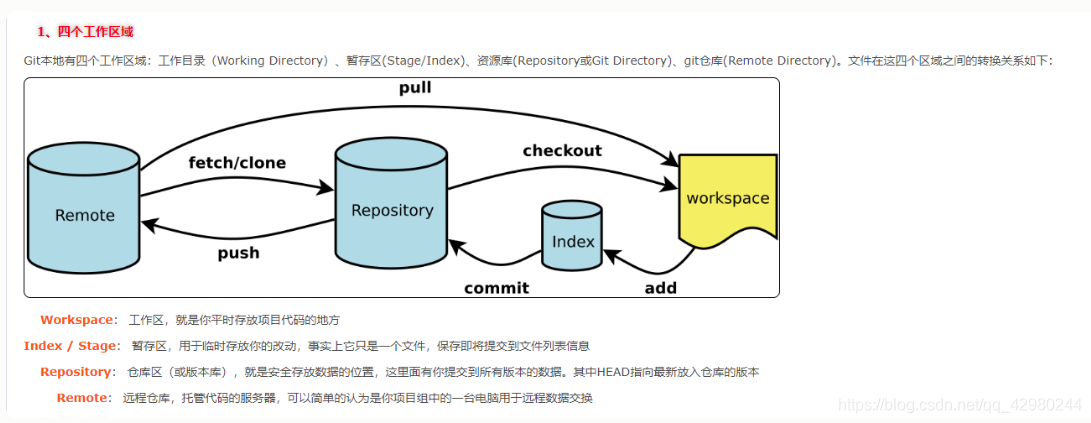 1、四个工作区域
Git本地有四个工作区域：工作目录（Working Directory）、暂存区(Stage/Index)、资源库(Repository或Git Directory)、git仓库(Remote Directory)。文件在这四个区域之间的转换关系如下：
pull
fetch/clone
checkout
Remote
Repository
workspace
Index
push
commit
add
Workspace： 工作区，就是你平时存放项目代码的地方
Index / Stage： 暂存区，用于临时存放你的改动，事实上它只是一个文件，保存即将提交到文件列表信息
Repository： 仓库区（或版本库），就是安全存放数据的位置，这里面有你提交到所有版本的数据。其中HEAD指向最新放入仓库的版本
Remote： 远程仓库，托管代码的服务器，可以简单的认为是你项目组中的一台电脑用于远程数据交换
https://blog.csdn.net/qq_42980244